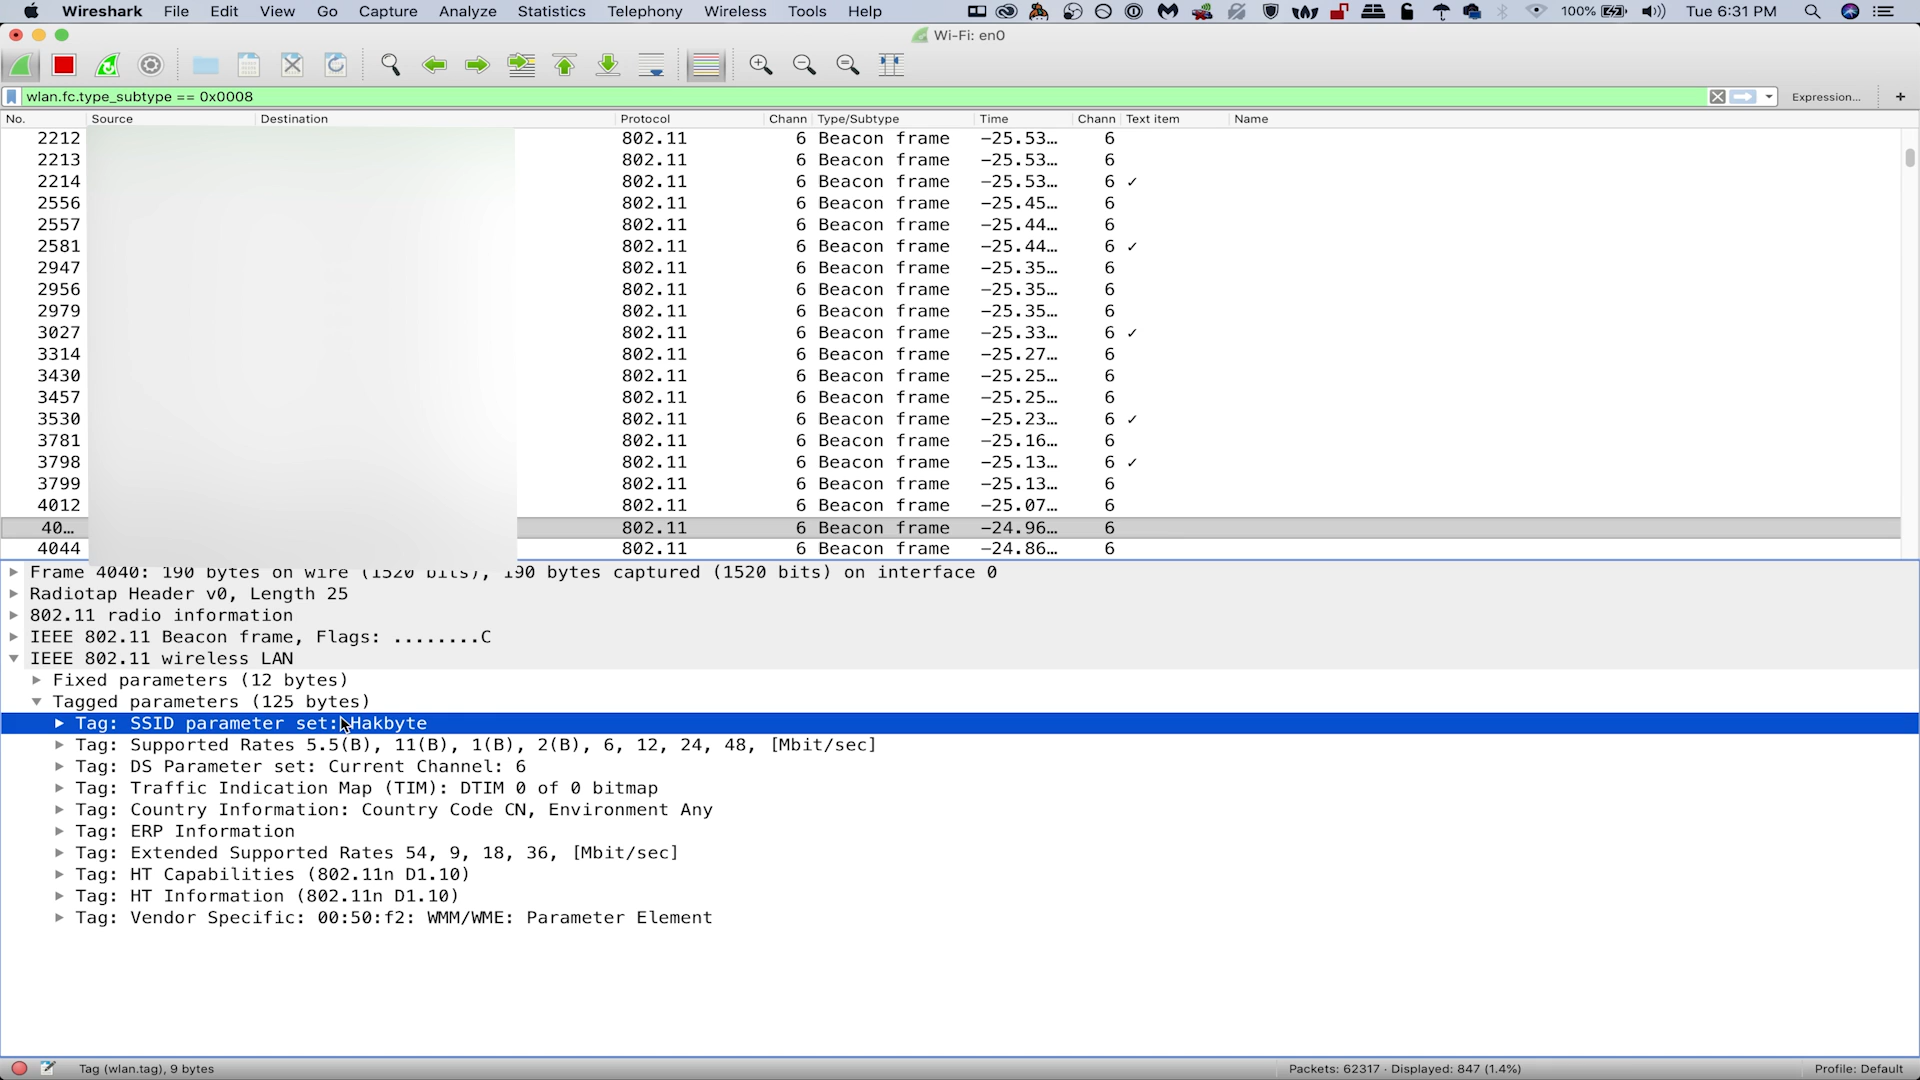 Wireshark File Edit View Go Capture Analyze Statistics Telephony Wireless Tools Help 100% Tue 6:31 PM
Wi-Fi: en0
wlan.fc.type_subtype == 0x0008 Expression... +
No. Source Destination Protocol Chann Type/Subtype Time Chann Text item Name
2212 802.11 6 Beacon frame −25.53… 6
2213 802.11 6 Beacon frame −25.53… 6
2214 802.11 6 Beacon frame −25.53… 6 ✓
2556 802.11 6 Beacon frame −25.45… 6
2557 802.11 6 Beacon frame −25.44… 6
2581 802.11 6 Beacon frame −25.44… 6 ✓
2947 802.11 6 Beacon frame −25.35… 6
2956 802.11 6 Beacon frame −25.35… 6
2979 802.11 6 Beacon frame −25.35… 6
3027 802.11 6 Beacon frame −25.33… 6 ✓
3314 802.11 6 Beacon frame −25.27… 6
3430 802.11 6 Beacon frame −25.25… 6
3457 802.11 6 Beacon frame −25.25… 6
3530 802.11 6 Beacon frame −25.23… 6 ✓
3781 802.11 6 Beacon frame −25.16… 6
3798 802.11 6 Beacon frame −25.13… 6 ✓
3799 802.11 6 Beacon frame −25.13… 6
4012 802.11 6 Beacon frame −25.07… 6
40… 802.11 6 Beacon frame −24.96… 6
4044 802.11 6 Beacon frame −24.86… 6
Frame 4040: 190 bytes on wire (1520 bits), 190 bytes captured (1520 bits) on interface 0
Radiotap Header v0, Length 25
802.11 radio information
IEEE 802.11 Beacon frame, Flags: ........C
IEEE 802.11 wireless LAN
Fixed parameters (12 bytes)
Tagged parameters (125 bytes)
Tag: SSID parameter set: Hakbyte
Tag: Supported Rates 5.5(B), 11(B), 1(B), 2(B), 6, 12, 24, 48, [Mbit/sec]
Tag: DS Parameter set: Current Channel: 6
Tag: Traffic Indication Map (TIM): DTIM 0 of 0 bitmap
Tag: Country Information: Country Code CN, Environment Any
Tag: ERP Information
Tag: Extended Supported Rates 54, 9, 18, 36, [Mbit/sec]
Tag: HT Capabilities (802.11n D1.10)
Tag: HT Information (802.11n D1.10)
Tag: Vendor Specific: 00:50:f2: WMM/WME: Parameter Element
Tag (wlan.tag), 9 bytes Packets: 62317 · Displayed: 847 (1.4%) Profile: Default